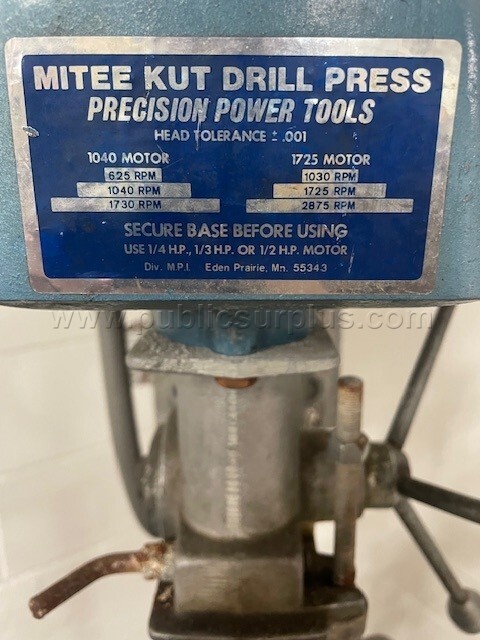 MITEE KUT DRILL PRESS
PRECISION POWER TOOLS
HEAD TOLERANCE ± .001
1040 MOTOR
625 RPM
1040 RPM
1730 RPM
1725 MOTOR
1030 RPM
1725 RPM
2875 RPM
SECURE BASE BEFORE USING
USE 1/4 H.P., 1/3 H.P. OR 1/2 H.P. MOTOR
Div. M.P.I. Eden Prairie, Mn. 55343
www.publicsurplus.com